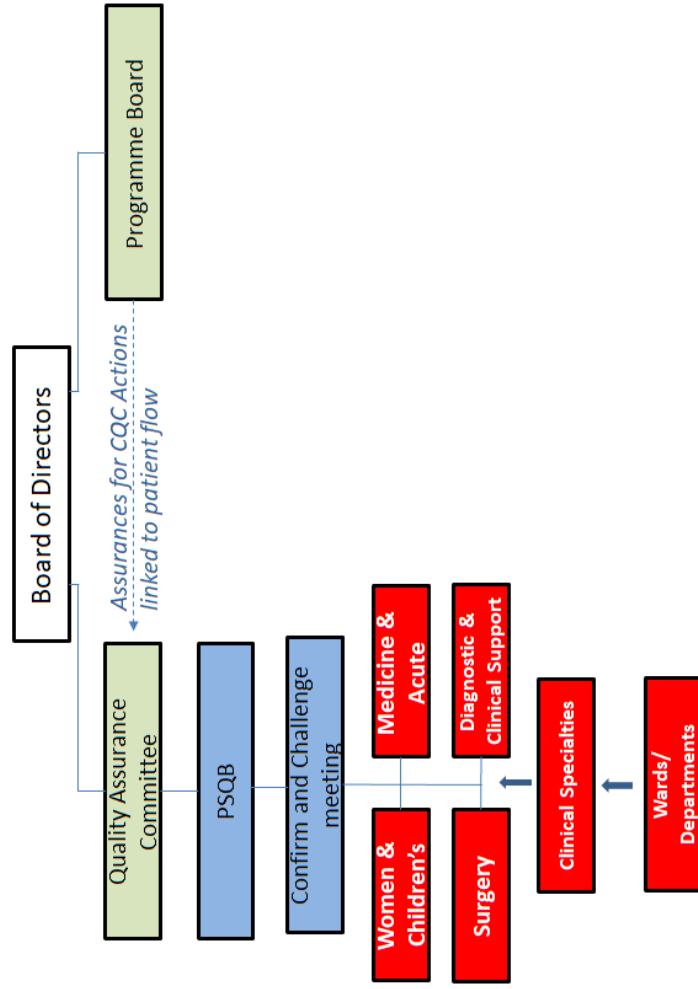 Board of Directors
Quality Assurance
Committee
Assurances for CQC Actions
linked to patient flow
Programme Board
PSQB
Confirm and Challenge
meeting
Women &
Children's
Medicine &
Acute
Surgery
Diagnostic &
Clinical Support
Clinical Specialties
Wards/
Departments